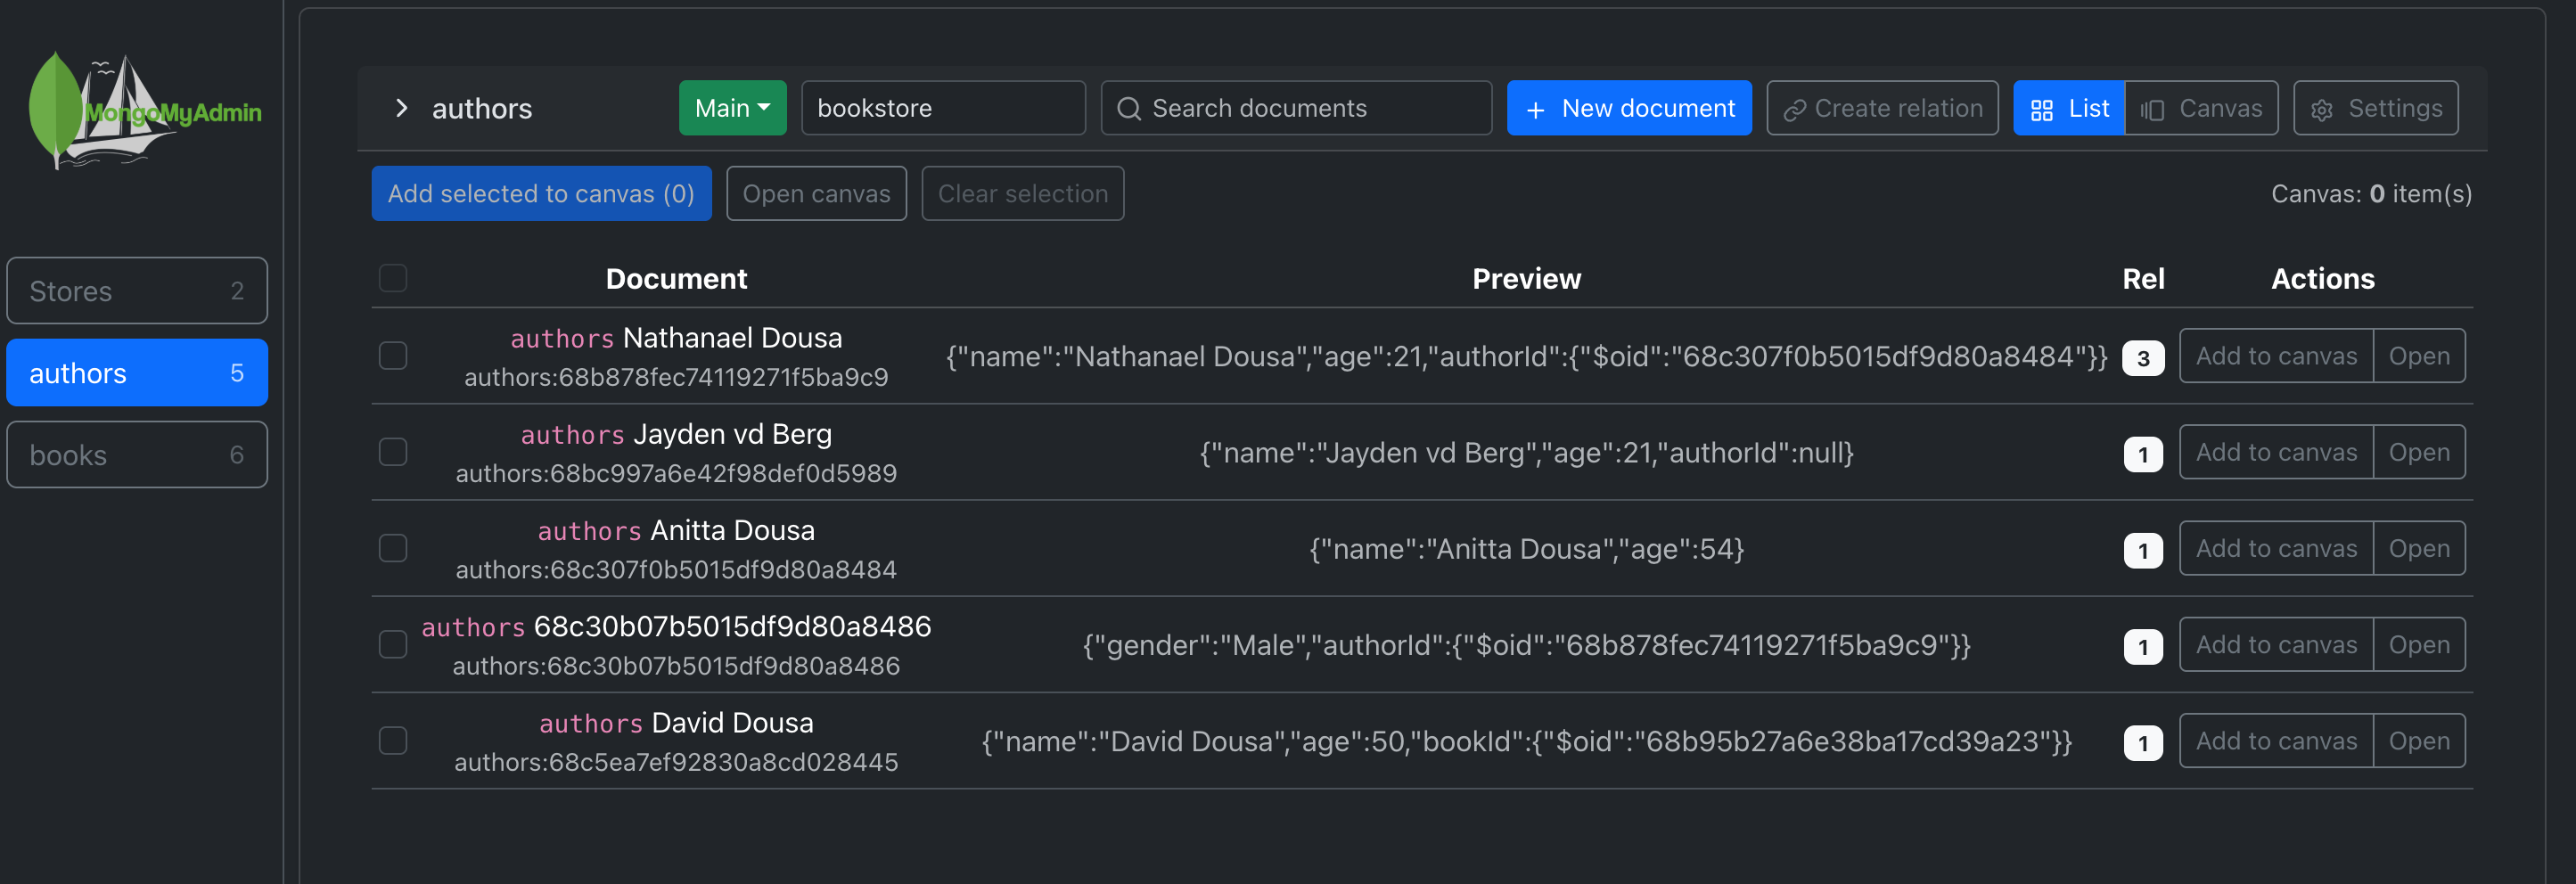 MongoMyAdmin
Stores 2
authors 5
books 6
authors Main bookstore Search documents + New document Create relation List Canvas Settings
Add selected to canvas (0) Open canvas Clear selection Canvas: 0 item(s)
Document Preview Rel Actions
authors Nathanael Dousa
authors:68b878fec74119271f5ba9c9
{"name":"Nathanael Dousa","age":21,"authorId":{"$oid":"68c307f0b5015df9d80a8484"}} 3 Add to canvas Open
authors Jayden vd Berg
authors:68bc997a6e42f98def0d5989
{"name":"Jayden vd Berg","age":21,"authorId":null} 1 Add to canvas Open
authors Anitta Dousa
authors:68c307f0b5015df9d80a8484
{"name":"Anitta Dousa","age":54} 1 Add to canvas Open
authors 68c30b07b5015df9d80a8486
authors:68c30b07b5015df9d80a8486
{"gender":"Male","authorId":{"$oid":"68b878fec74119271f5ba9c9"}} 1 Add to canvas Open
authors David Dousa
authors:68c5ea7ef92830a8cd028445
{"name":"David Dousa","age":50,"bookId":{"$oid":"68b95b27a6e38ba17cd39a23"}} 1 Add to canvas Open